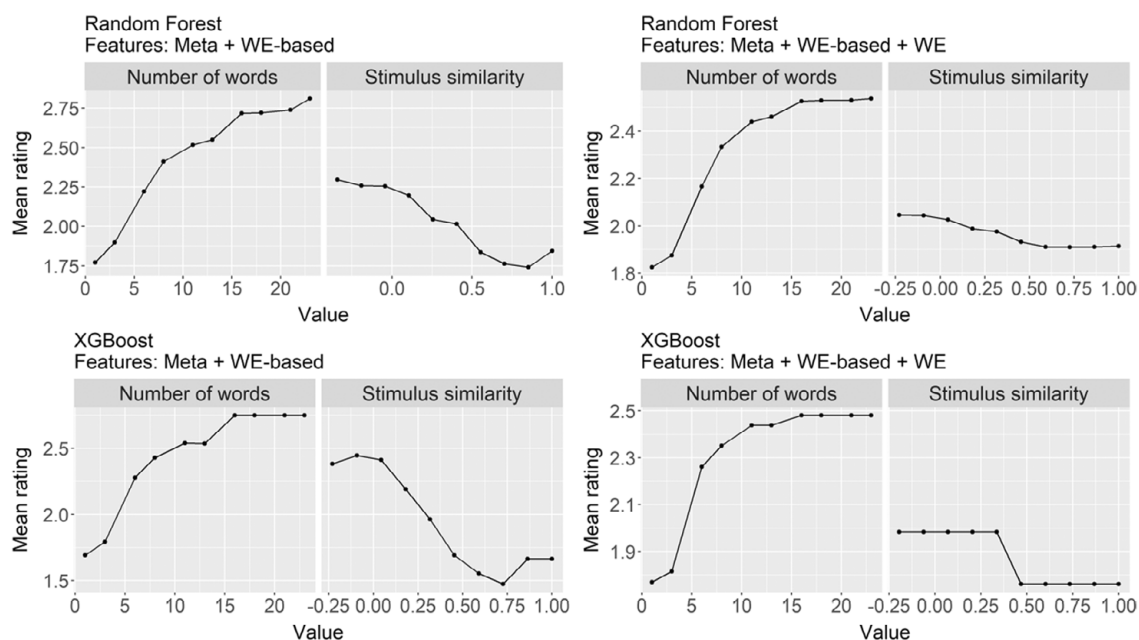 Random Forest
Features: Meta + WE-based
Number of words
Stimulus similarity
Mean rating
2.75
2.50
2.25
2.00
1.75
0 5 10 15 20
0.0 0.5 1.0
Value
Random Forest
Features: Meta + WE-based + WE
Number of words
Stimulus similarity
Mean rating
2.4
2.2
2.0
1.8
0 5 10 15 20
-0.25 0.00 0.25 0.50 0.75 1.00
Value
XGBoost
Features: Meta + WE-based
Number of words
Stimulus similarity
Mean rating
2.5
2.0
1.5
0 5 10 15 20
-0.25 0.00 0.25 0.50 0.75 1.00
Value
XGBoost
Features: Meta + WE-based + WE
Number of words
Stimulus similarity
Mean rating
2.5
2.3
2.1
1.9
0 5 10 15 20
-0.25 0.00 0.25 0.50 0.75 1.00
Value